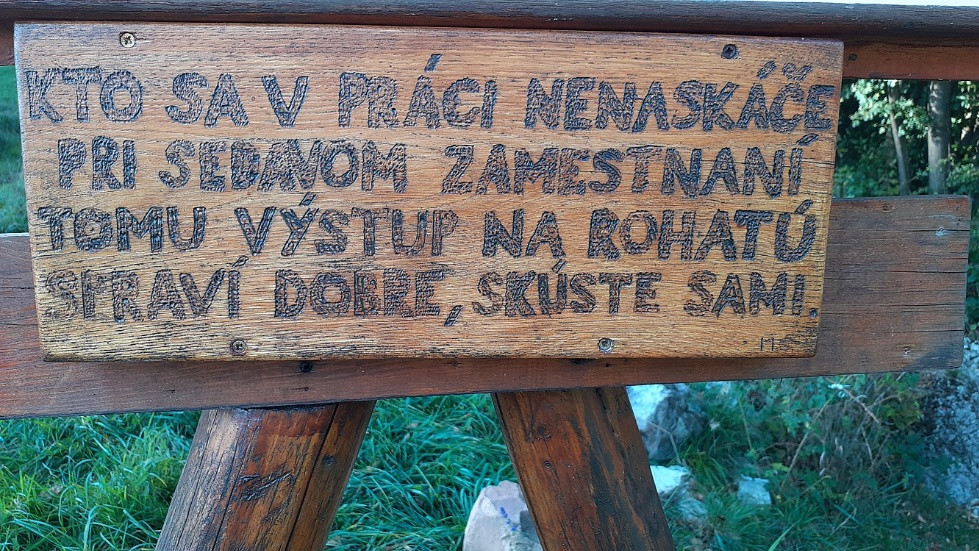 KTO SA V PRÁCI NENASKÁČE
PRI SEDAVOM ZAMESTNANÍ
TOMU VÝSTUP NA ROHATÚ
SPRAVÍ DOBRE, SKÚSTE SAMI.